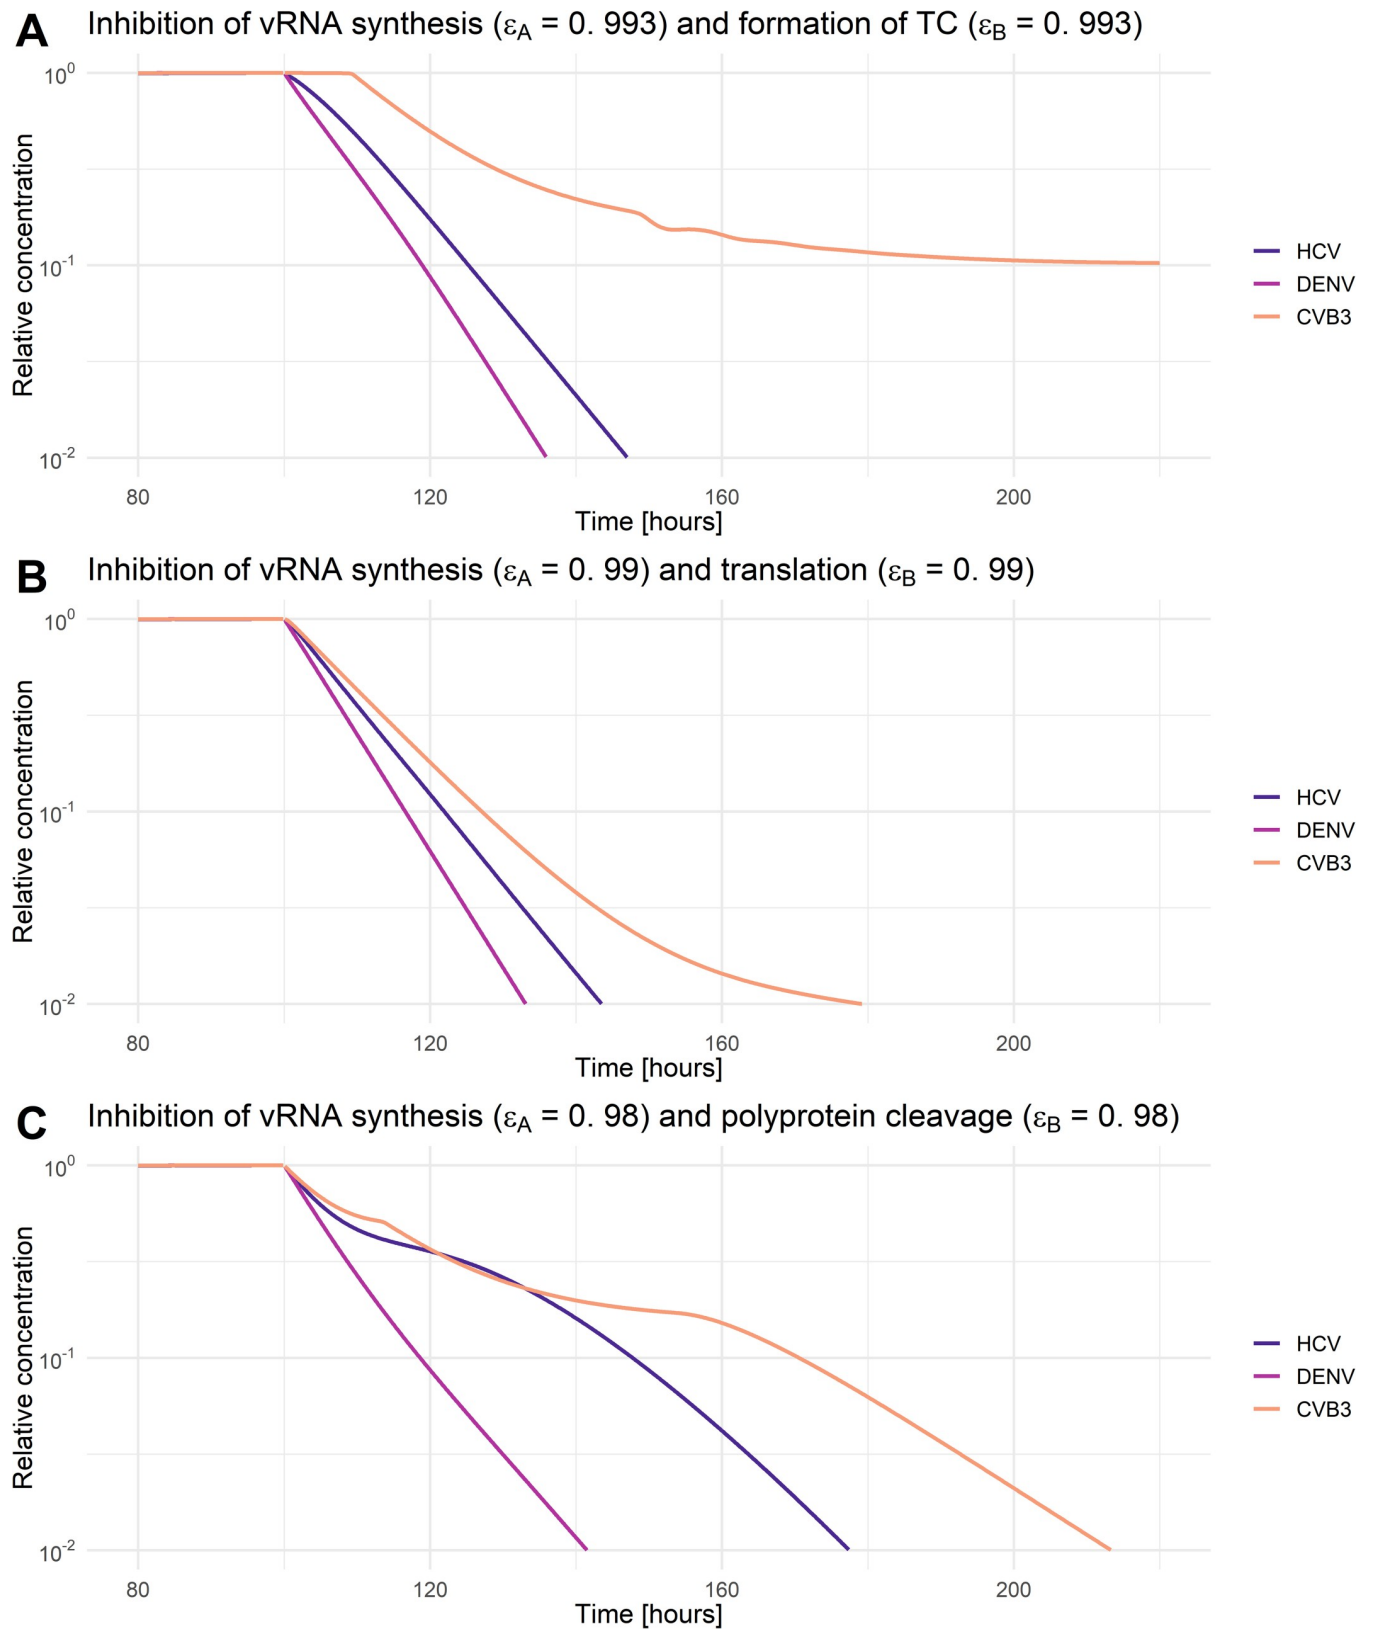 A
Inhibition of vRNA synthesis (εA = 0. 993) and formation of TC (εB = 0. 993)
Relative concentration
10^0
10^-1
10^-2
80 120 160 200
Time [hours]
HCV
DENV
CVB3
B
Inhibition of vRNA synthesis (εA = 0. 99) and translation (εB = 0. 99)
Relative concentration
10^0
10^-1
10^-2
80 120 160 200
Time [hours]
HCV
DENV
CVB3
C
Inhibition of vRNA synthesis (εA = 0. 98) and polyprotein cleavage (εB = 0. 98)
Relative concentration
10^0
10^-1
10^-2
80 120 160 200
Time [hours]
HCV
DENV
CVB3